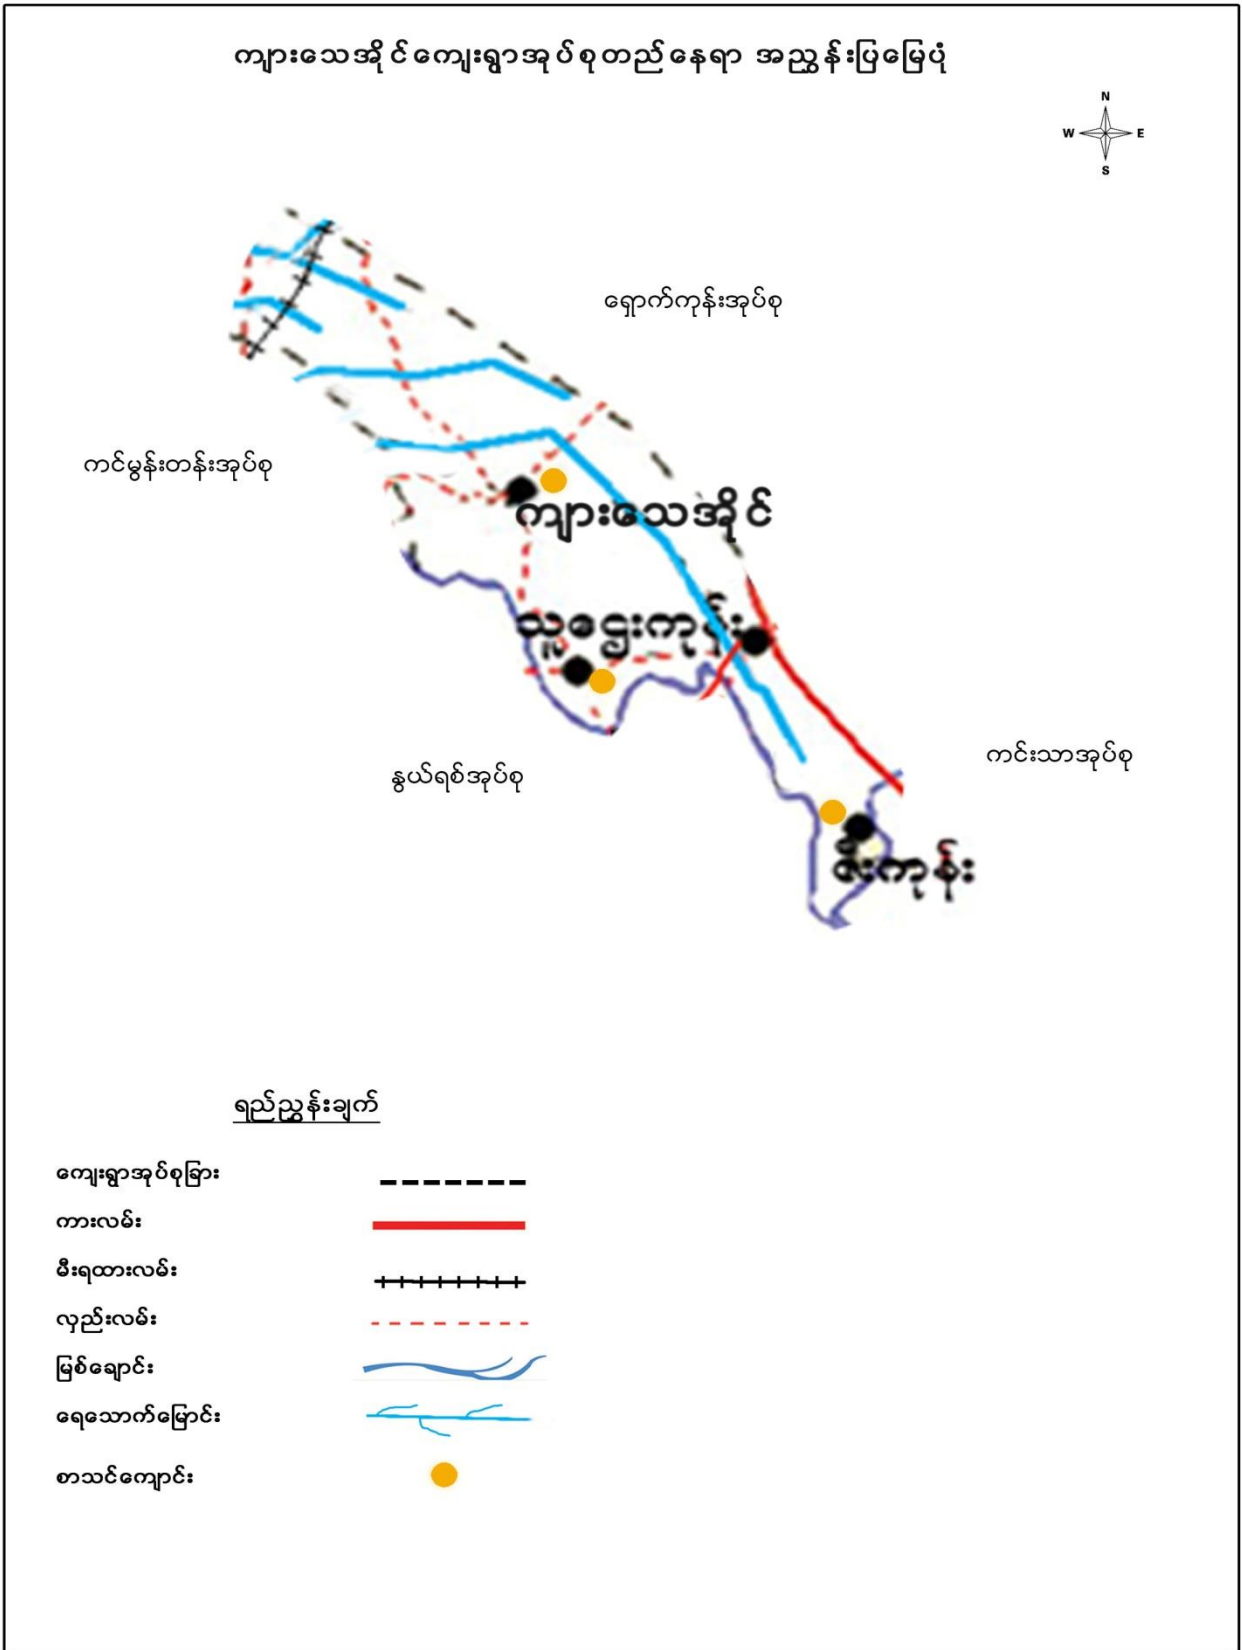 ကျားသေအိုင်ကျေးရွာအုပ်စုတည်နေရာ အညွှန်းပြမြေပုံ
N
W E
S
ရှောက်ကုန်းအုပ်စု
ကင်မွန်းတန်းအုပ်စု
ကျားသေအိုင်
သူဌေးကုန်း
ကင်းသာအုပ်စု
နွယ်ရစ်အုပ်စု
ဇီးကုန်း
ရည်ညွှန်းချက်
ကျေးရွာအုပ်စုခြား
ကားလမ်း
မီးရထားလမ်း
လှည်းလမ်း
မြစ်ချောင်း
ရေသောက်မြောင်း
စာသင်ကျောင်း